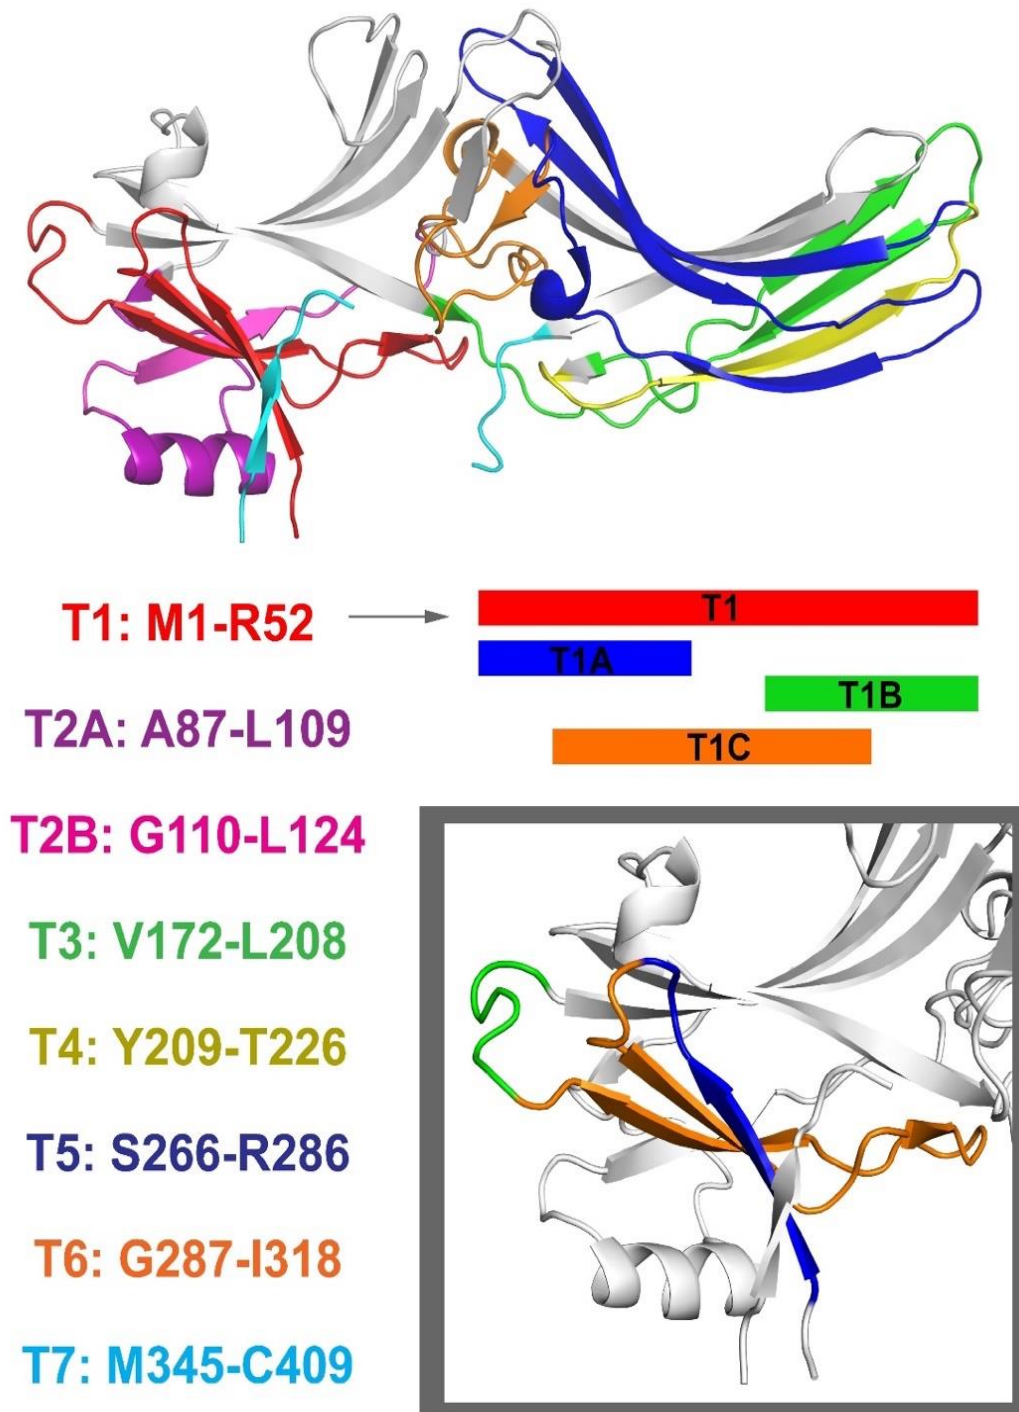 T1: M1-R52
T1
T1A
T1B
T1C
T2A: A87-L109
T2B: G110-L124
T3: V172-L208
T4: Y209-T226
T5: S266-R286
T6: G287-I318
T7: M345-C409